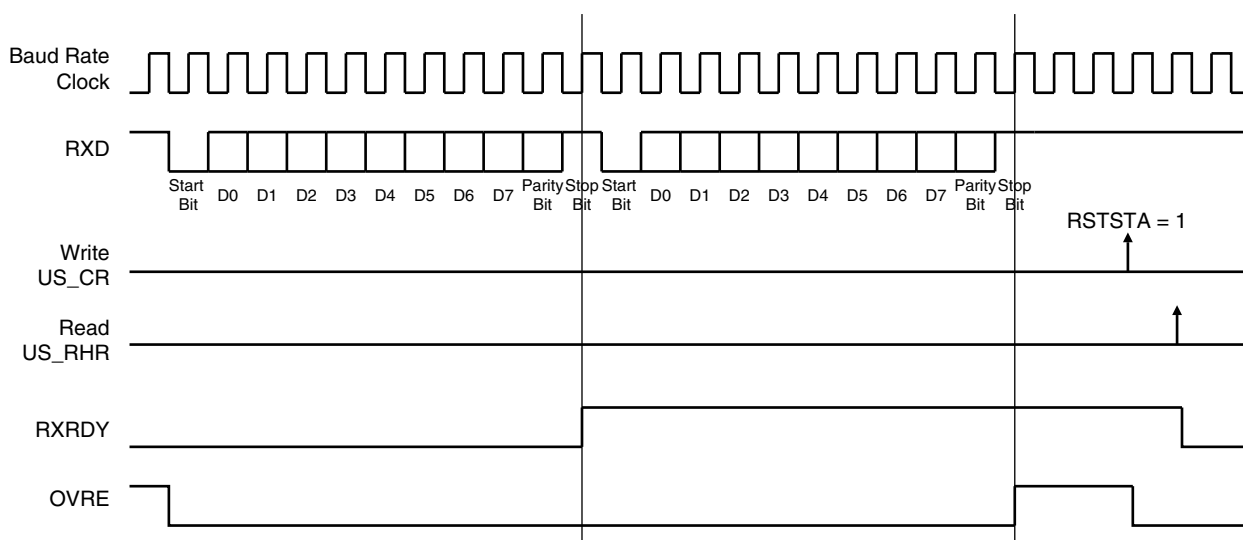 Baud Rate
Clock
RXD
Start
Bit
D0
D1
D2
D3
D4
D5
D6
D7
Parity
Bit
Stop
Bit
Start
Bit
D0
D1
D2
D3
D4
D5
D6
D7
Parity
Bit
Stop
Bit
RSTSTA = 1
Write
US_CR
Read
US_RHR
RXRDY
OVRE